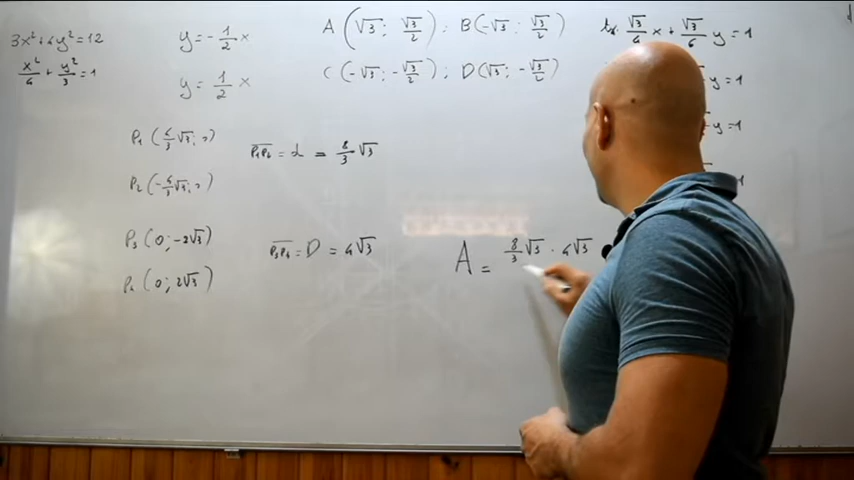 3x²+4y²=12
x²/4 + y²/3 = 1
y = -1/2 x
y = 1/2 x
A (√3; √3/2); B(-√3; √3/2)
C (-√3; -√3/2); D(√3; -√3/2)
√3/4 x + √3/6 y = 1
y = 1
- y = 1
P₁ (4/3 √3; 0)
P₂ (-4/3 √3; 0)
P₃ (0; -2√3)
P₄ (0; 2√3)
P₁P₂ = d = 8/3 √3
P₃P₄ = D = 4√3
A = 8/3 √3 · 4√3